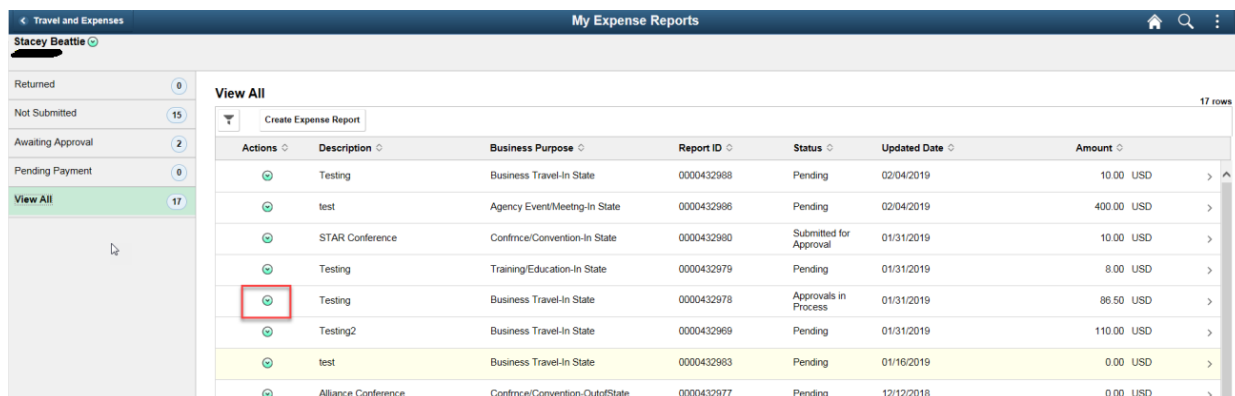 Travel and Expenses
My Expense Reports
Stacey Beattie
Returned 0
Not Submitted 15
Awaiting Approval 2
Pending Payment 0
View All 17
View All
17 rows
Create Expense Report
Actions Description Business Purpose Report ID Status Updated Date Amount
Testing Business Travel-In State 0000432988 Pending 02/04/2019 10.00 USD
test Agency Event/Meetng-In State 0000432986 Pending 02/04/2019 400.00 USD
STAR Conference Confrnce/Convention-In State 0000432980 Submitted for Approval 01/31/2019 10.00 USD
Testing Training/Education-In State 0000432979 Pending 01/31/2019 8.00 USD
Testing Business Travel-In State 0000432978 Approvals in Process 01/31/2019 86.50 USD
Testing2 Business Travel-In State 0000432969 Pending 01/31/2019 110.00 USD
test Business Travel-In State 0000432983 Pending 01/16/2019 0.00 USD
Alliance Conference Confrnce/Convention-OutofState 0000432977 Pending 12/12/2018 0.00 USD